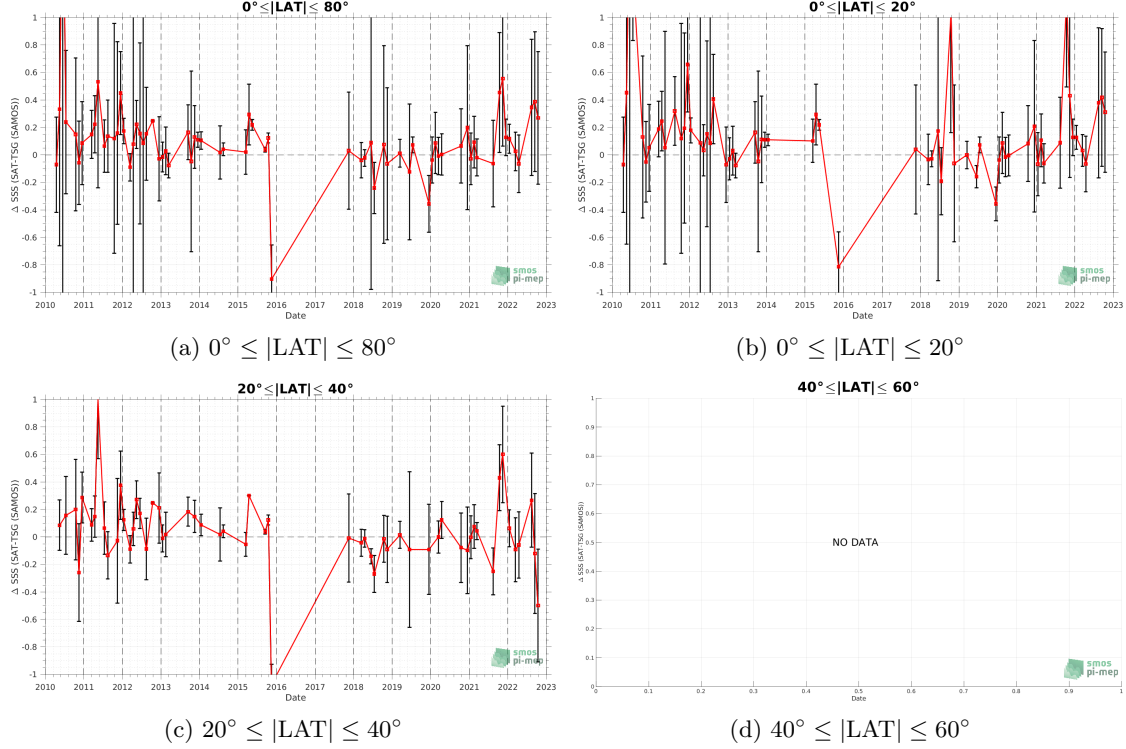 0°≤|LAT|≤ 80°
1
0.8
0.6
0.4
0.2
0
-0.2
-0.4
-0.6
-0.8
-1
Δ SSS (SAT-TSG (SAMOS))
2010 2011 2012 2013 2014 2015 2016 2017 2018 2019 2020 2021 2022 2023
Date
smos
pi-mep
(a) 0° ≤ |LAT| ≤ 80°
0°≤|LAT|≤ 20°
1
0.8
0.6
0.4
0.2
0
-0.2
-0.4
-0.6
-0.8
-1
Δ SSS (SAT-TSG (SAMOS))
2010 2011 2012 2013 2014 2015 2016 2017 2018 2019 2020 2021 2022 2023
Date
smos
pi-mep
(b) 0° ≤ |LAT| ≤ 20°
20°≤|LAT|≤ 40°
1
0.8
0.6
0.4
0.2
0
-0.2
-0.4
-0.6
-0.8
-1
Δ SSS (SAT-TSG (SAMOS))
2010 2011 2012 2013 2014 2015 2016 2017 2018 2019 2020 2021 2022 2023
Date
smos
pi-mep
(c) 20° ≤ |LAT| ≤ 40°
40°≤|LAT|≤ 60°
1
0.9
0.8
0.7
0.6
0.5
0.4
0.3
0.2
0.1
0
Δ SSS (SAT-TSG (SAMOS))
NO DATA
0 0.1 0.2 0.3 0.4 0.5 0.6 0.7 0.8 0.9 1
Date
smos
pi-mep
(d) 40° ≤ |LAT| ≤ 60°